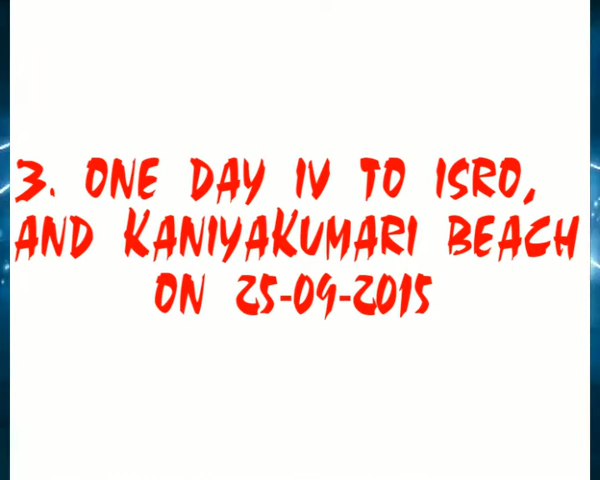 3. ONE DAY IV TO ISRO,
AND KANIYAKUMARI BEACH
ON 25-09-2015